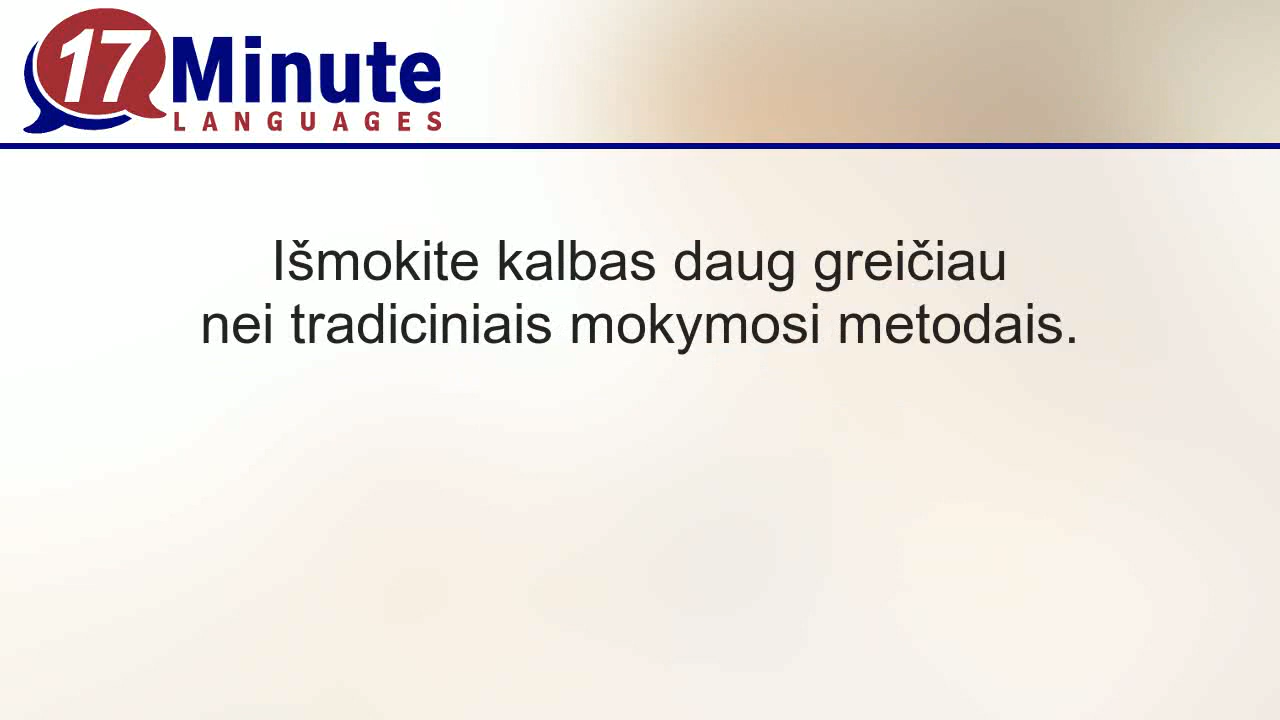 17 Minute
LANGUAGES
Išmokite kalbas daug greičiau
nei tradiciniais mokymosi metodais.